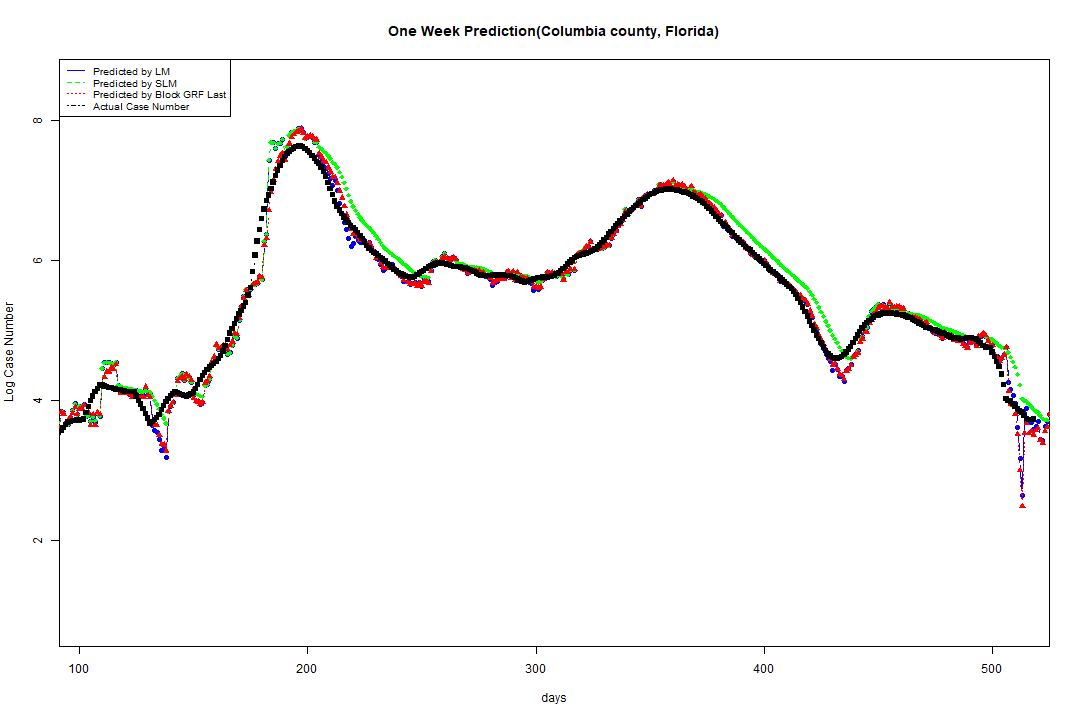 One Week Prediction(Columbia county, Florida)
Predicted by LM
Predicted by SLM
Predicted by Block GRF Last
Actual Case Number
8
6
4
2
Log Case Number
100 200 300 400 500
days